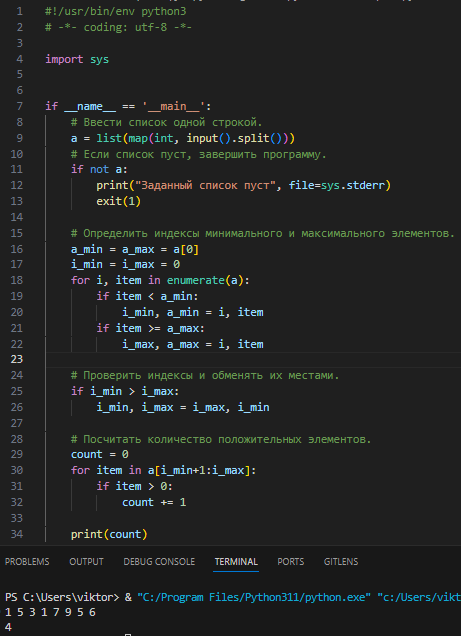 1 #!/usr/bin/env python3
2 # -*- coding: utf-8 -*-
3
4 import sys
5
6
7 if __name__ == '__main__':
8     # Ввести список одной строкой.
9     a = list(map(int, input().split()))
10     # Если список пуст, завершить программу.
11     if not a:
12         print("Заданный список пуст", file=sys.stderr)
13         exit(1)
14
15     # Определить индексы минимального и максимального элементов.
16     a_min = a_max = a[0]
17     i_min = i_max = 0
18     for i, item in enumerate(a):
19         if item < a_min:
20             i_min, a_min = i, item
21         if item >= a_max:
22             i_max, a_max = i, item
23
24     # Проверить индексы и обменять их местами.
25     if i_min > i_max:
26         i_min, i_max = i_max, i_min
27
28     # Посчитать количество положительных элементов.
29     count = 0
30     for item in a[i_min+1:i_max]:
31         if item > 0:
32             count += 1
33
34     print(count)
PROBLEMS OUTPUT DEBUG CONSOLE TERMINAL PORTS GITLENS
PS C:\Users\viktor> & "C:/Program Files/Python311/python.exe" "c:/Users/vikt
1 5 3 1 7 9 5 6
4